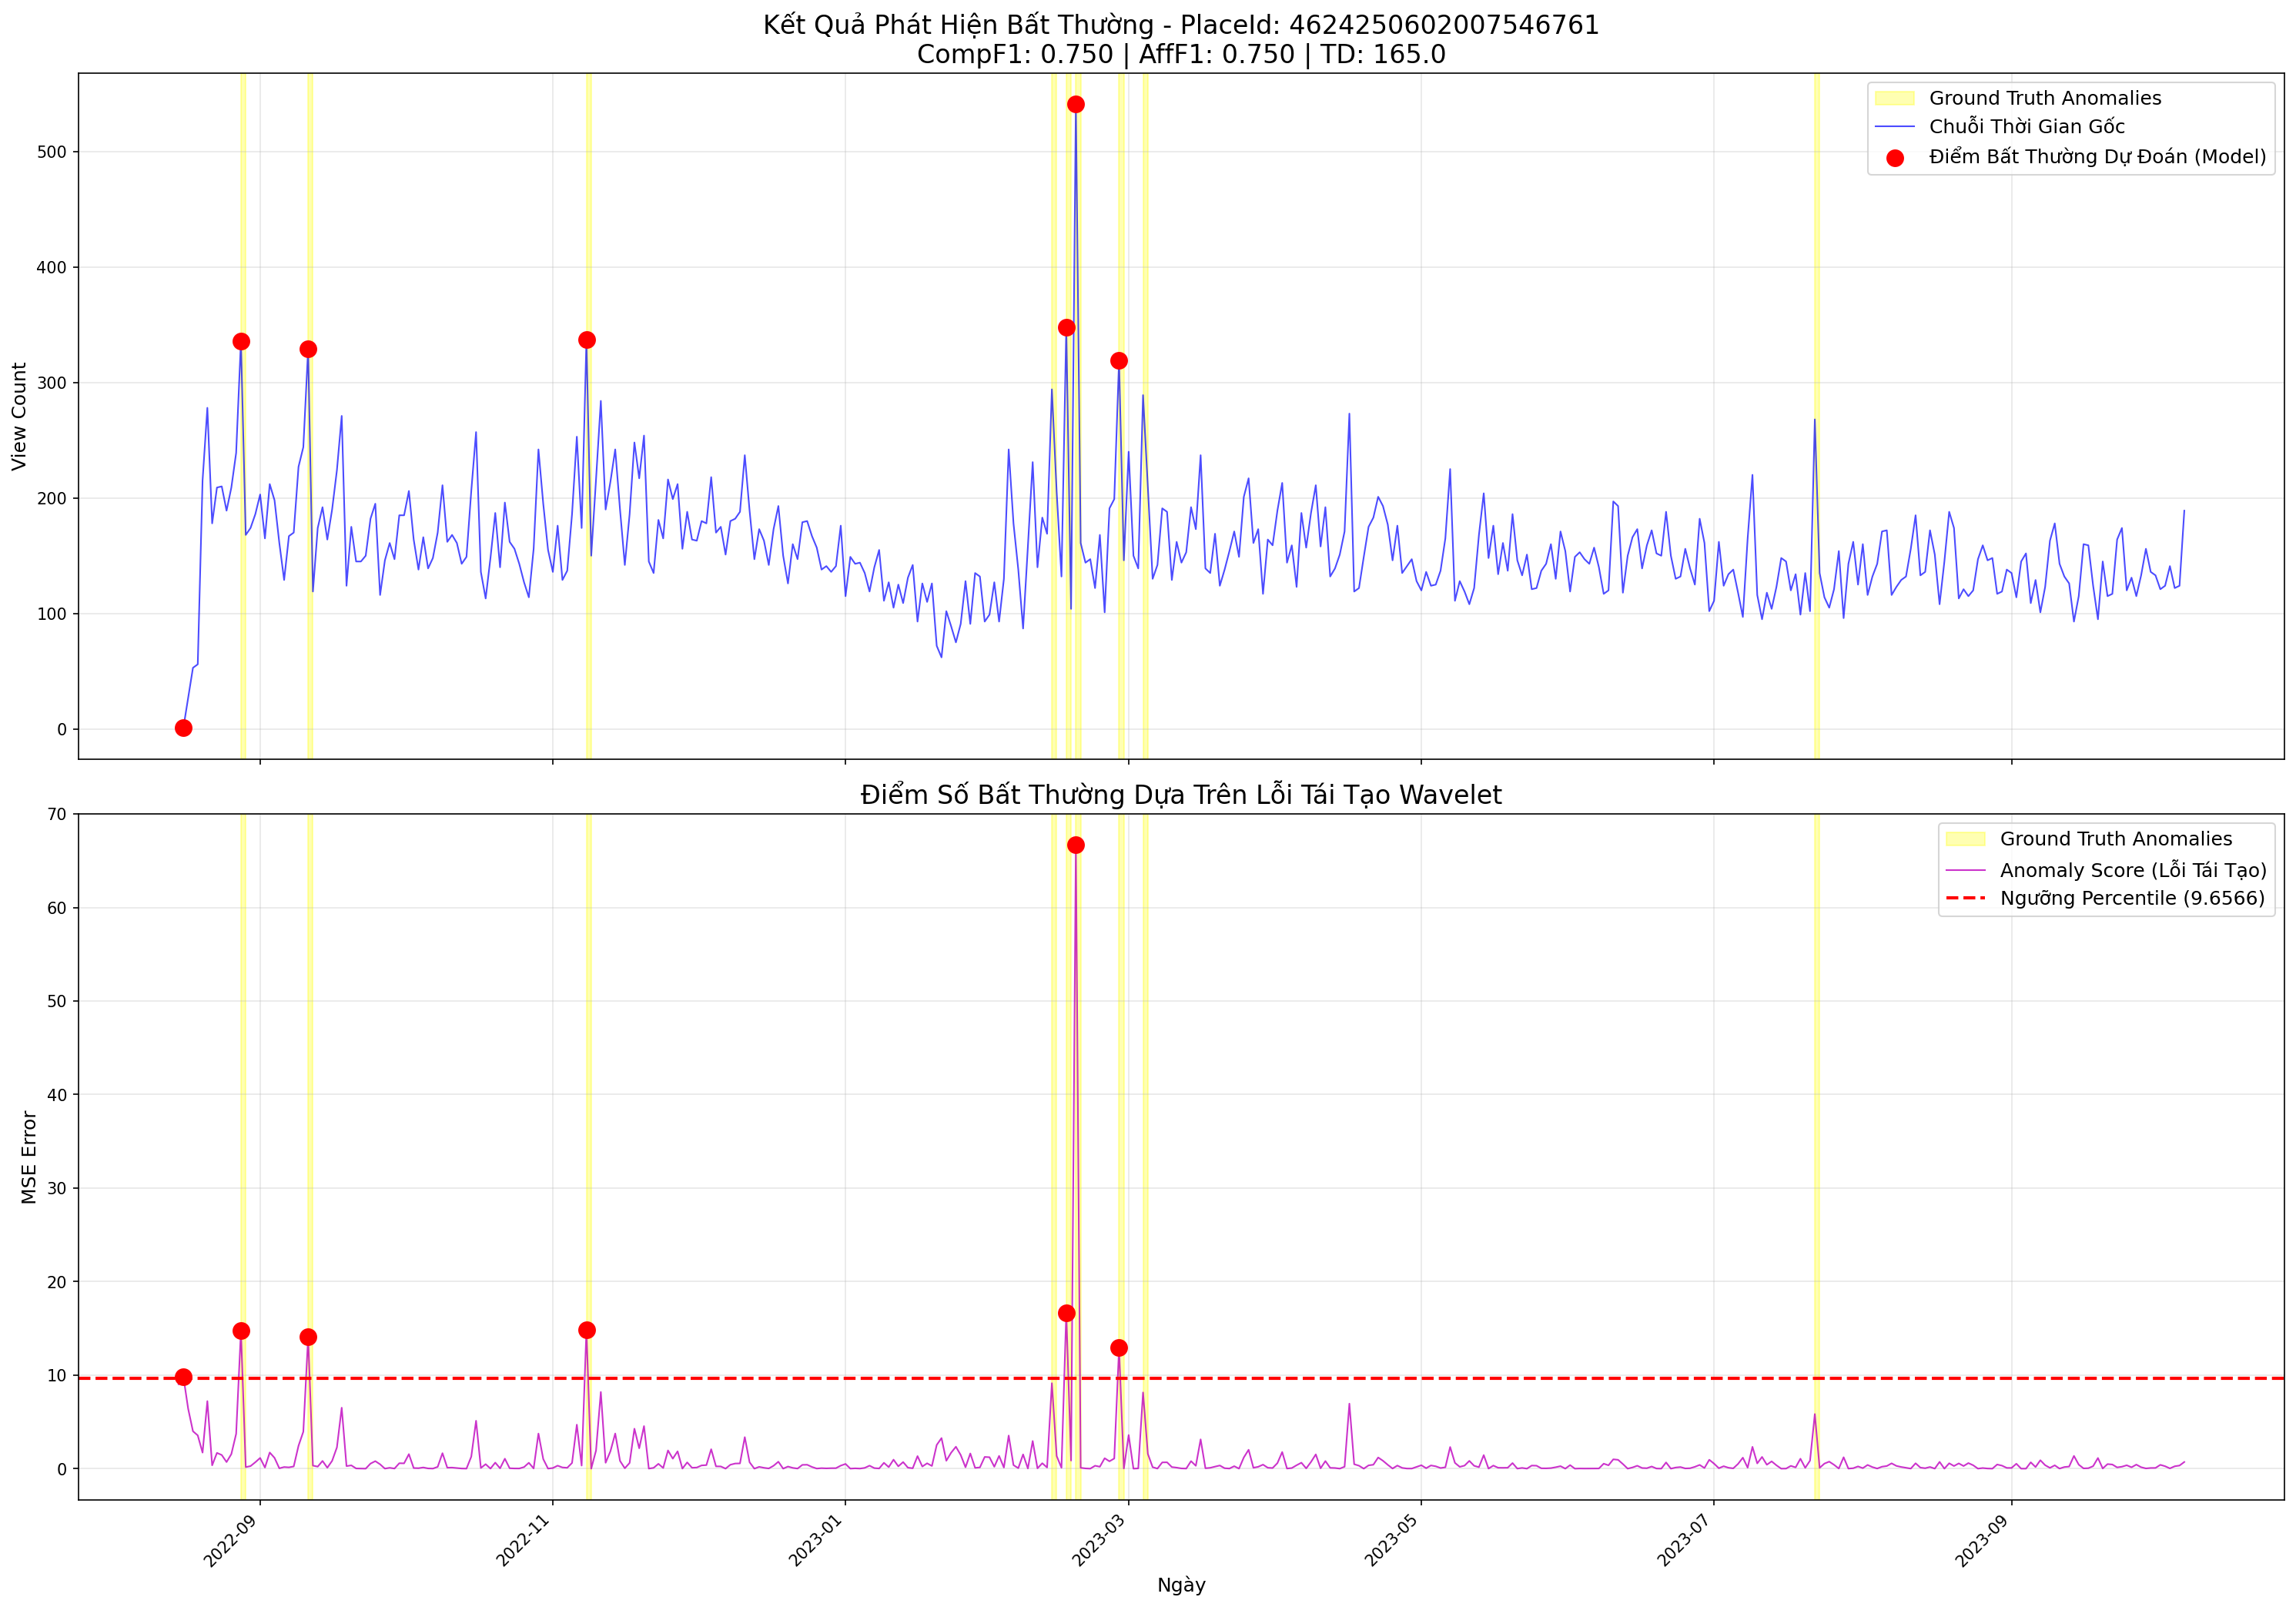 Kết Quả Phát Hiện Bất Thường - PlaceId: 4624250602007546761
CompF1: 0.750 | AffF1: 0.750 | TD: 165.0
Ground Truth Anomalies
Chuỗi Thời Gian Gốc
Điểm Bất Thường Dự Đoán (Model)
View Count
500
400
300
200
100
0
Điểm Số Bất Thường Dựa Trên Lỗi Tái Tạo Wavelet
Ground Truth Anomalies
Anomaly Score (Lỗi Tái Tạo)
Ngưỡng Percentile (9.6566)
MSE Error
70
60
50
40
30
20
10
0
2022-09
2022-11
2023-01
2023-03
2023-05
2023-07
2023-09
Ngày